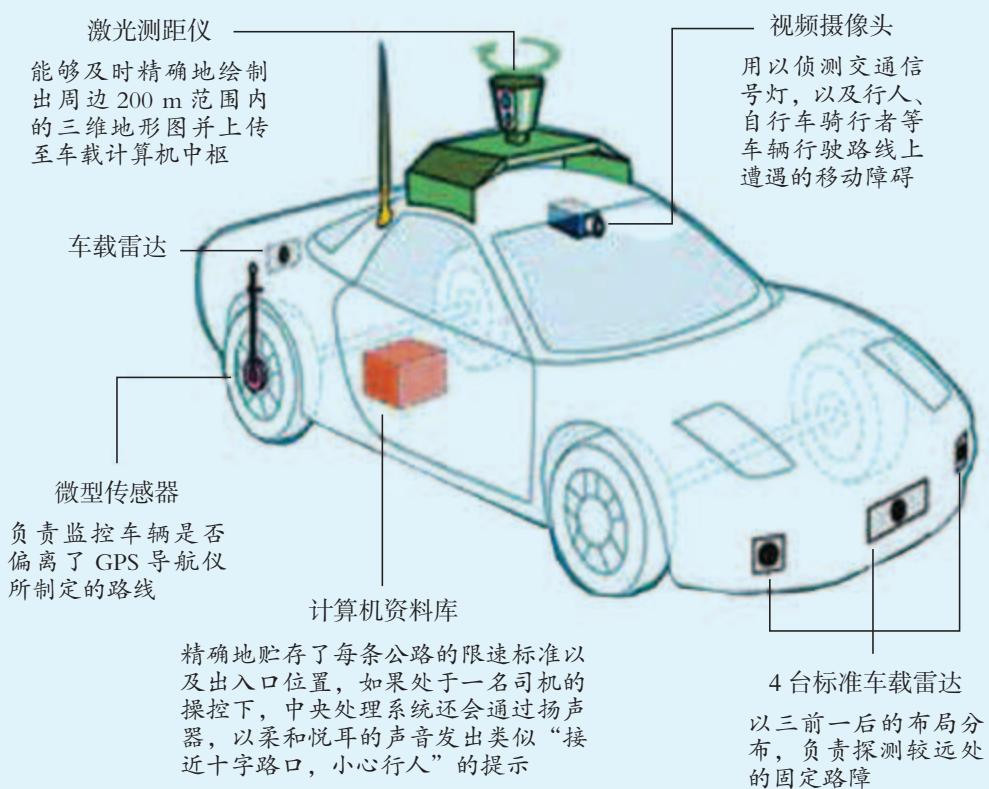 激光测距仪
能够及时精确地绘制
出周边 200 m 范围内
的三维地形图并上传
至车载计算机中枢
视频摄像头
用以侦测交通信
号灯，以及行人、
自行车骑行者等
车辆行驶路线上
遭遇的移动障碍
车载雷达
微型传感器
负责监控车辆是否
偏离了 GPS 导航仪
所制定的路线
计算机资料库
精确地贮存了每条公路的限速标准以
及出入口位置，如果处于一名司机的
操控下，中央处理系统还会通过扬声
器，以柔和悦耳的声音发出类似“接
近十字路口，小心行人”的提示
4 台标准车载雷达
以三前一后的布局分
布，负责探测较远处
的固定路障